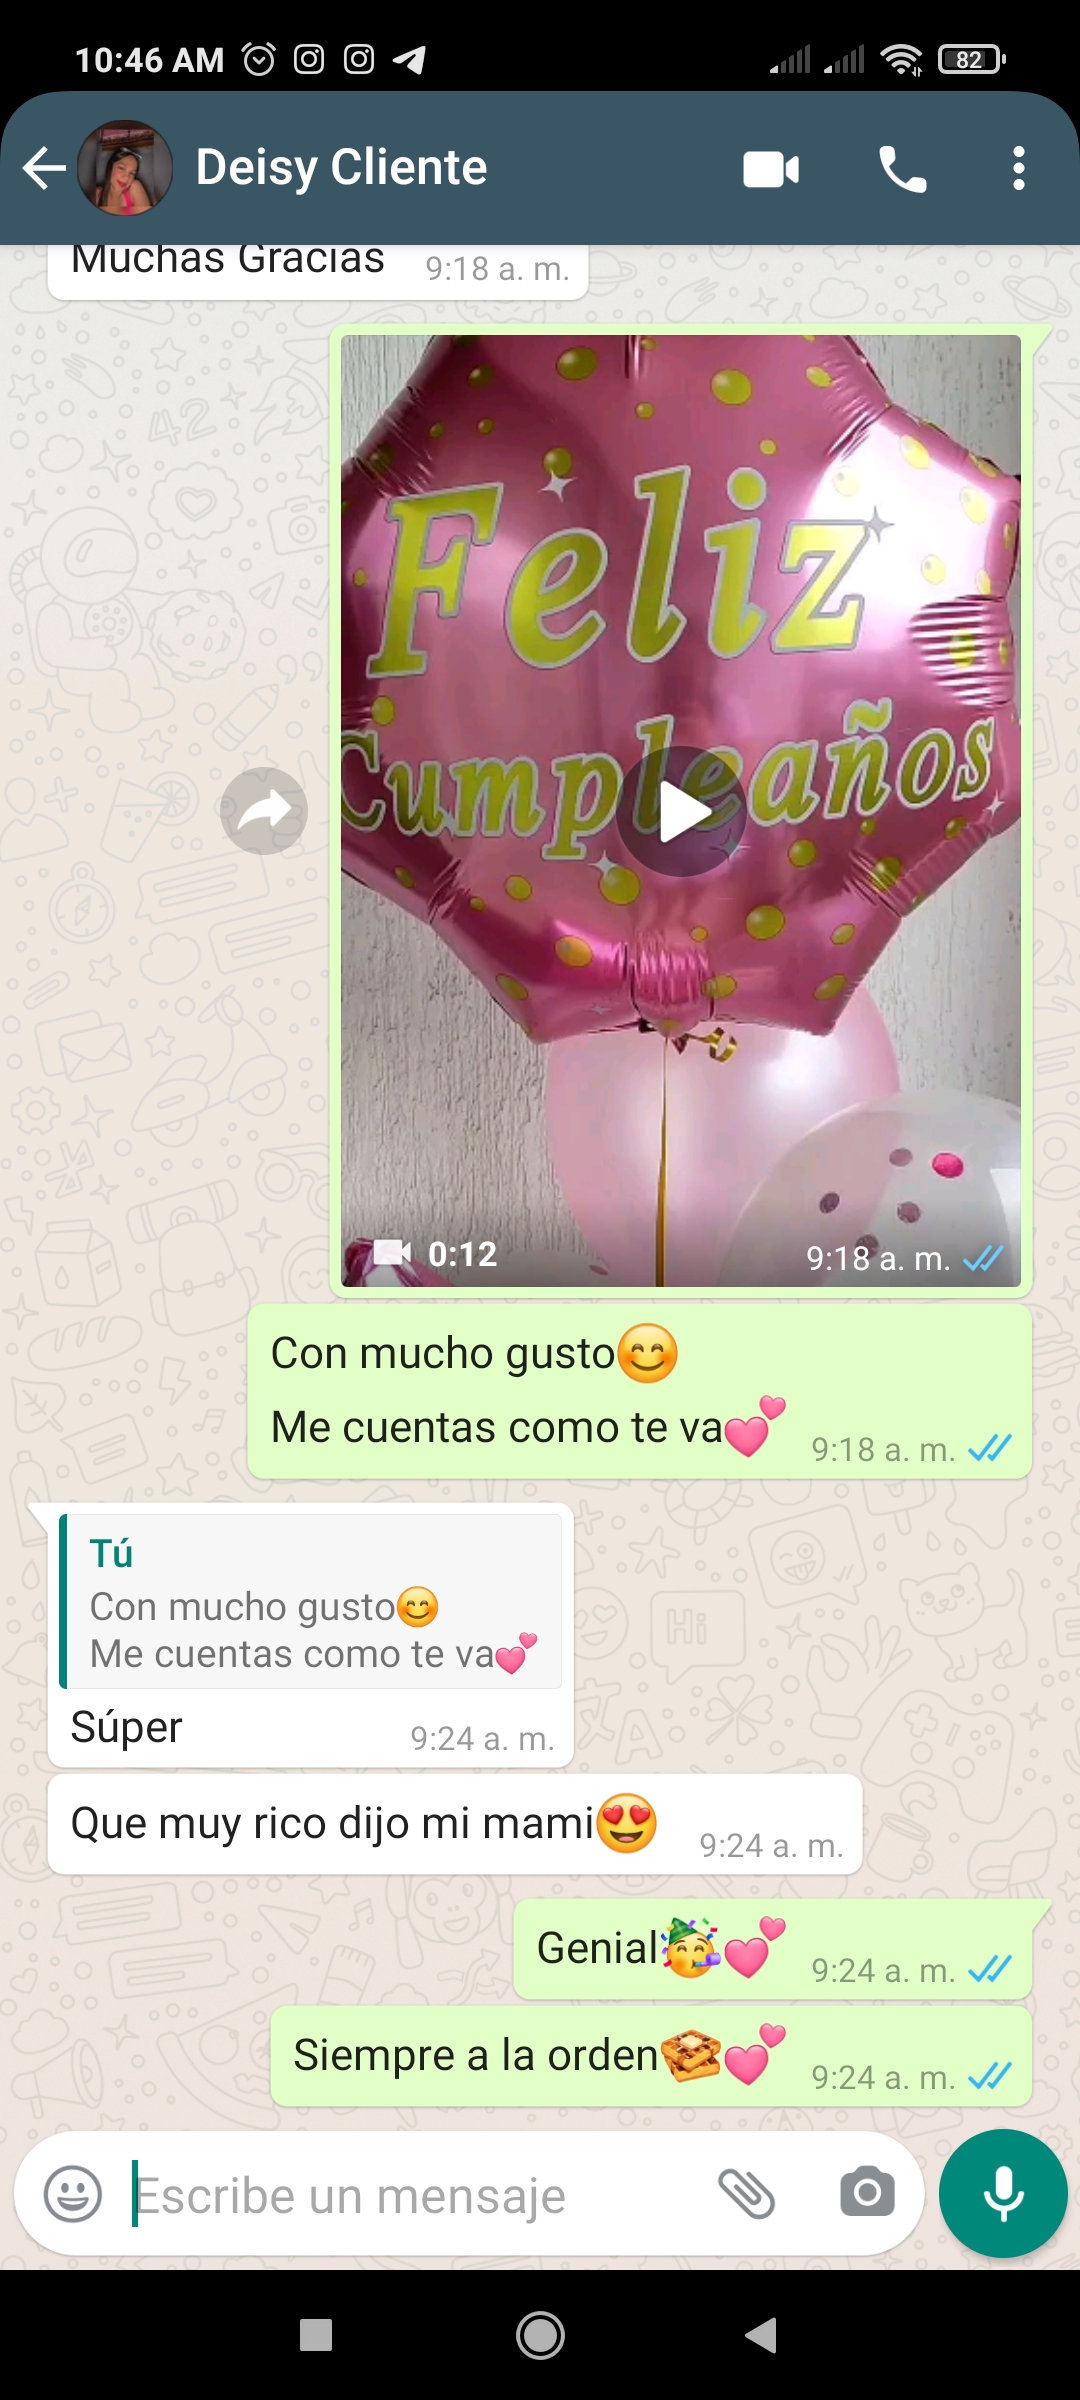 10:46 AM
82
Deisy Cliente
Muchas Gracias 9:18 a. m.
Feliz
Cumpleaños
0:12 9:18 a. m.
Con mucho gusto😊
Me cuentas como te va💕 9:18 a. m.
Tú
Con mucho gusto😊
Me cuentas como te va💕
Súper 9:24 a. m.
Que muy rico dijo mi mami😍 9:24 a. m.
Genial🥳💕 9:24 a. m.
Siempre a la orden🧇💕 9:24 a. m.
Escribe un mensaje